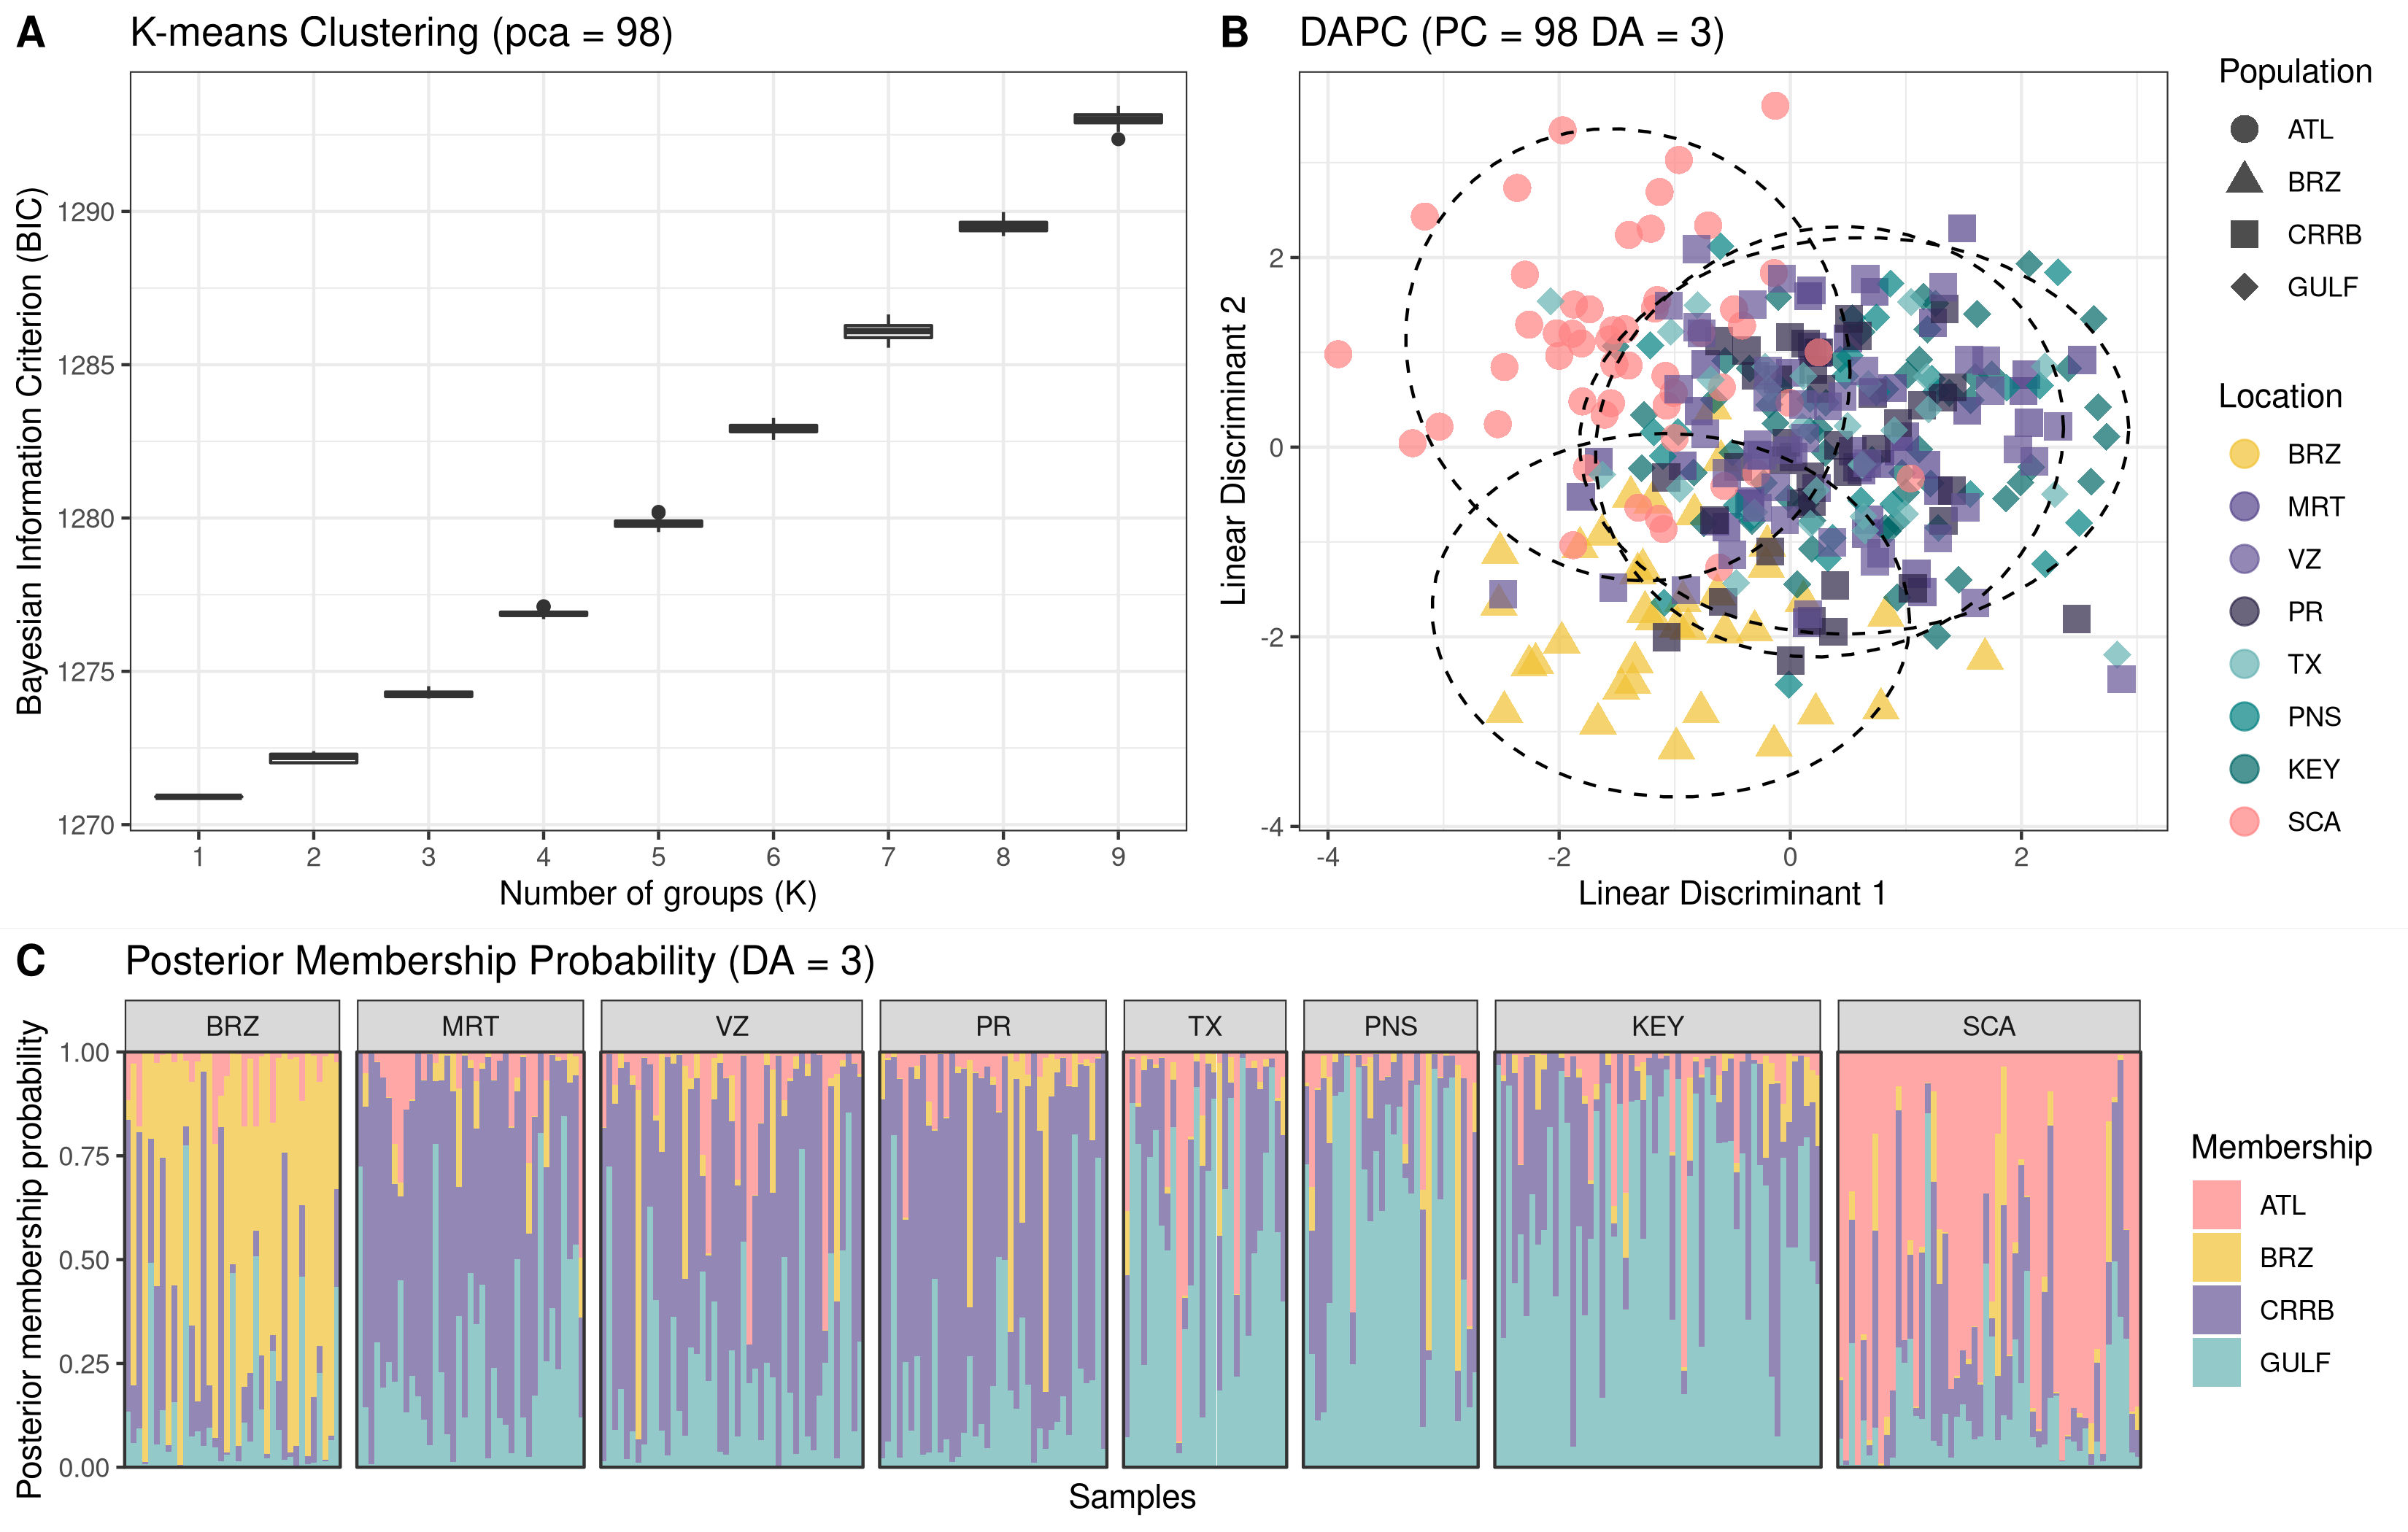 A
K-means Clustering (pca = 98)
Bayesian Information Criterion (BIC)
1290
1285
1280
1275
1270
1 2 3 4 5 6 7 8 9
Number of groups (K)
B
DAPC (PC = 98 DA = 3)
Linear Discriminant 2
2
0
-2
-4
-4 -2 0 2
Linear Discriminant 1
Population
ATL
BRZ
CRRB
GULF
Location
BRZ
MRT
VZ
PR
TX
PNS
KEY
SCA
C
Posterior Membership Probability (DA = 3)
Posterior membership probability
BRZ MRT VZ PR TX PNS KEY SCA
1.00
0.75
0.50
0.25
0.00
Samples
Membership
ATL
BRZ
CRRB
GULF